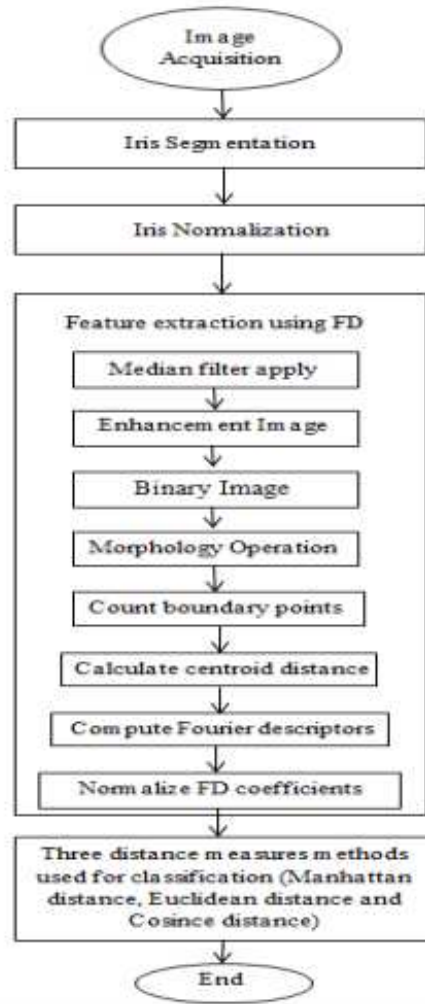 Image
Acquisition
Iris Segmentation
Iris Normalization
Feature extraction using FD
Median filter apply
Enhancement Image
Binary Image
Morphology Operation
Count boundary points
Calculate centroid distance
Compute Fourier descriptors
Normalize FD coefficients
Three distance measures methods
used for classification (Manhattan
distance, Euclidean distance and
Cosince distance)
End